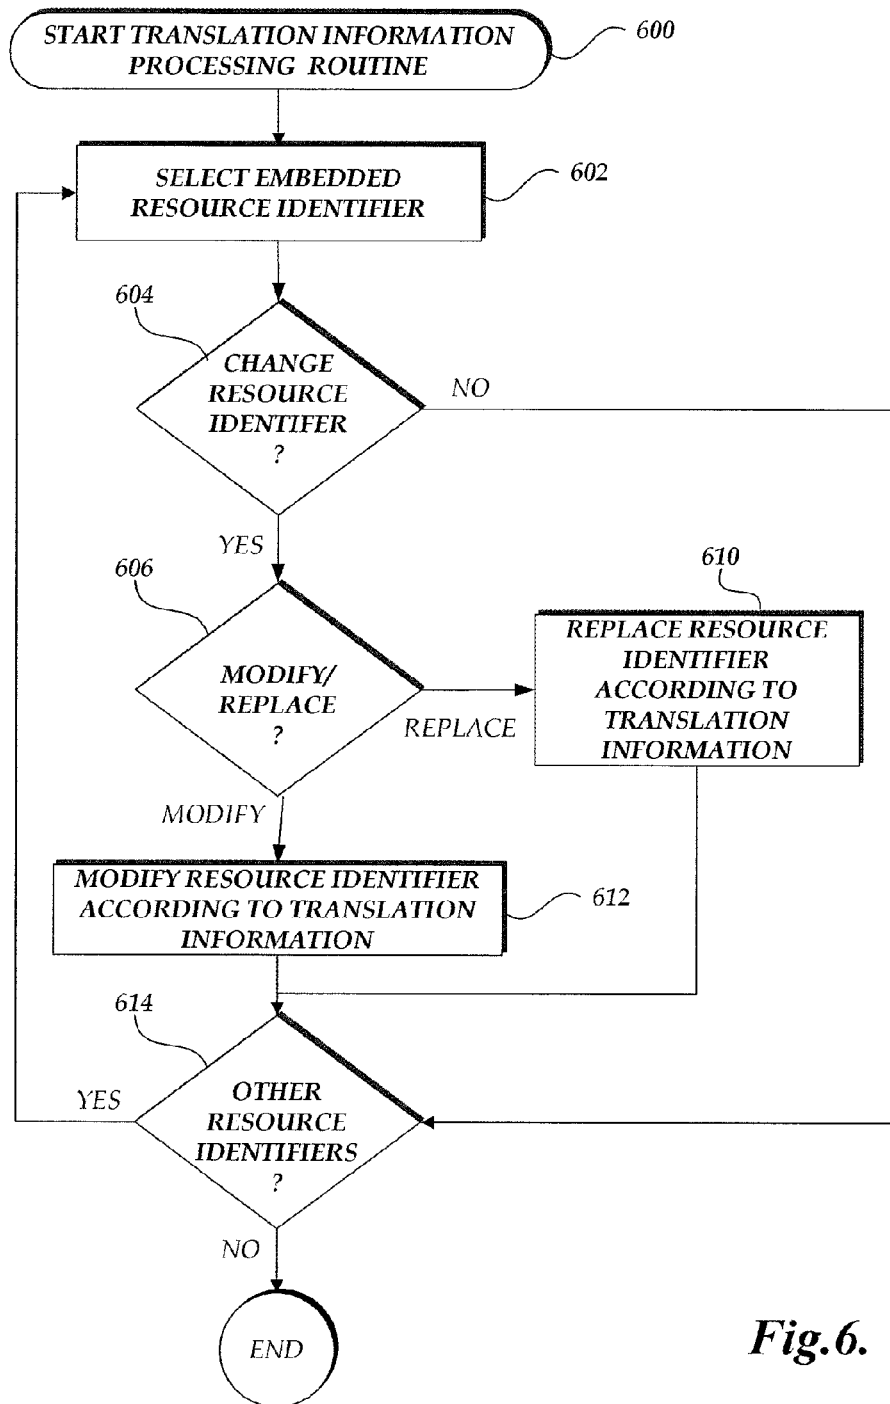 START TRANSLATION INFORMATION
PROCESSING ROUTINE
600
SELECT EMBEDDED
RESOURCE IDENTIFIER
602
604
CHANGE
RESOURCE
IDENTIFER
?
NO
YES
606
MODIFY/
REPLACE
?
REPLACE
610
REPLACE RESOURCE
IDENTIFIER
ACCORDING TO
TRANSLATION
INFORMATION
MODIFY
MODIFY RESOURCE IDENTIFIER
ACCORDING TO TRANSLATION
INFORMATION
612
614
OTHER
RESOURCE
IDENTIFIERS
?
YES
NO
END
Fig.6.